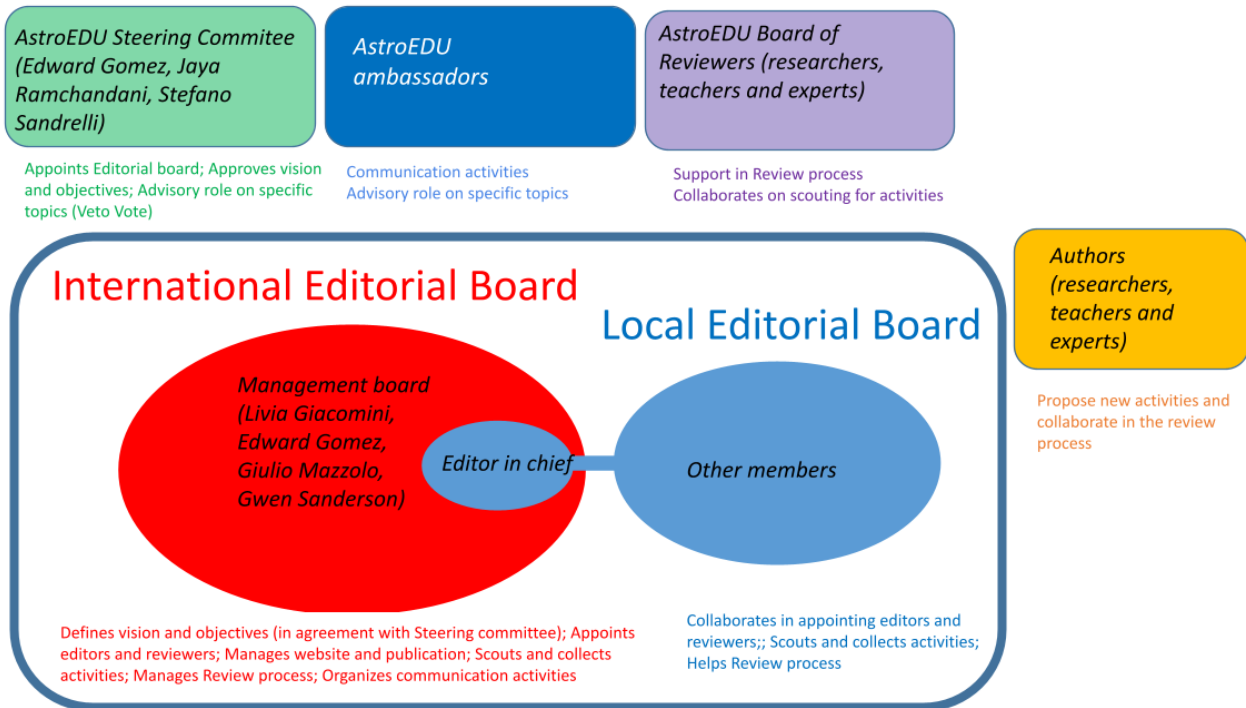 AstroEDU Steering Commitee
(Edward Gomez, Jaya
Ramchandani, Stefano
Sandrelli)
AstroEDU
ambassadors
AstroEDU Board of
Reviewers (researchers,
teachers and experts)
Appoints Editorial board; Approves vision
and objectives; Advisory role on specific
topics (Veto Vote)
Communication activities
Advisory role on specific topics
Support in Review process
Collaborates on scouting for activities
International Editorial Board
Local Editorial Board
Authors
(researchers,
teachers and
experts)
Propose new activities and
collaborate in the review
process
Management board
(Livia Giacomini,
Edward Gomez,
Giulio Mazzolo,
Gwen Sanderson)
Editor in chief
Other members
Defines vision and objectives (in agreement with Steering committee); Appoints
editors and reviewers; Manages website and publication; Scouts and collects
activities; Manages Review process; Organizes communication activities
Collaborates in appointing editors and
reviewers;; Scouts and collects activities;
Helps Review process